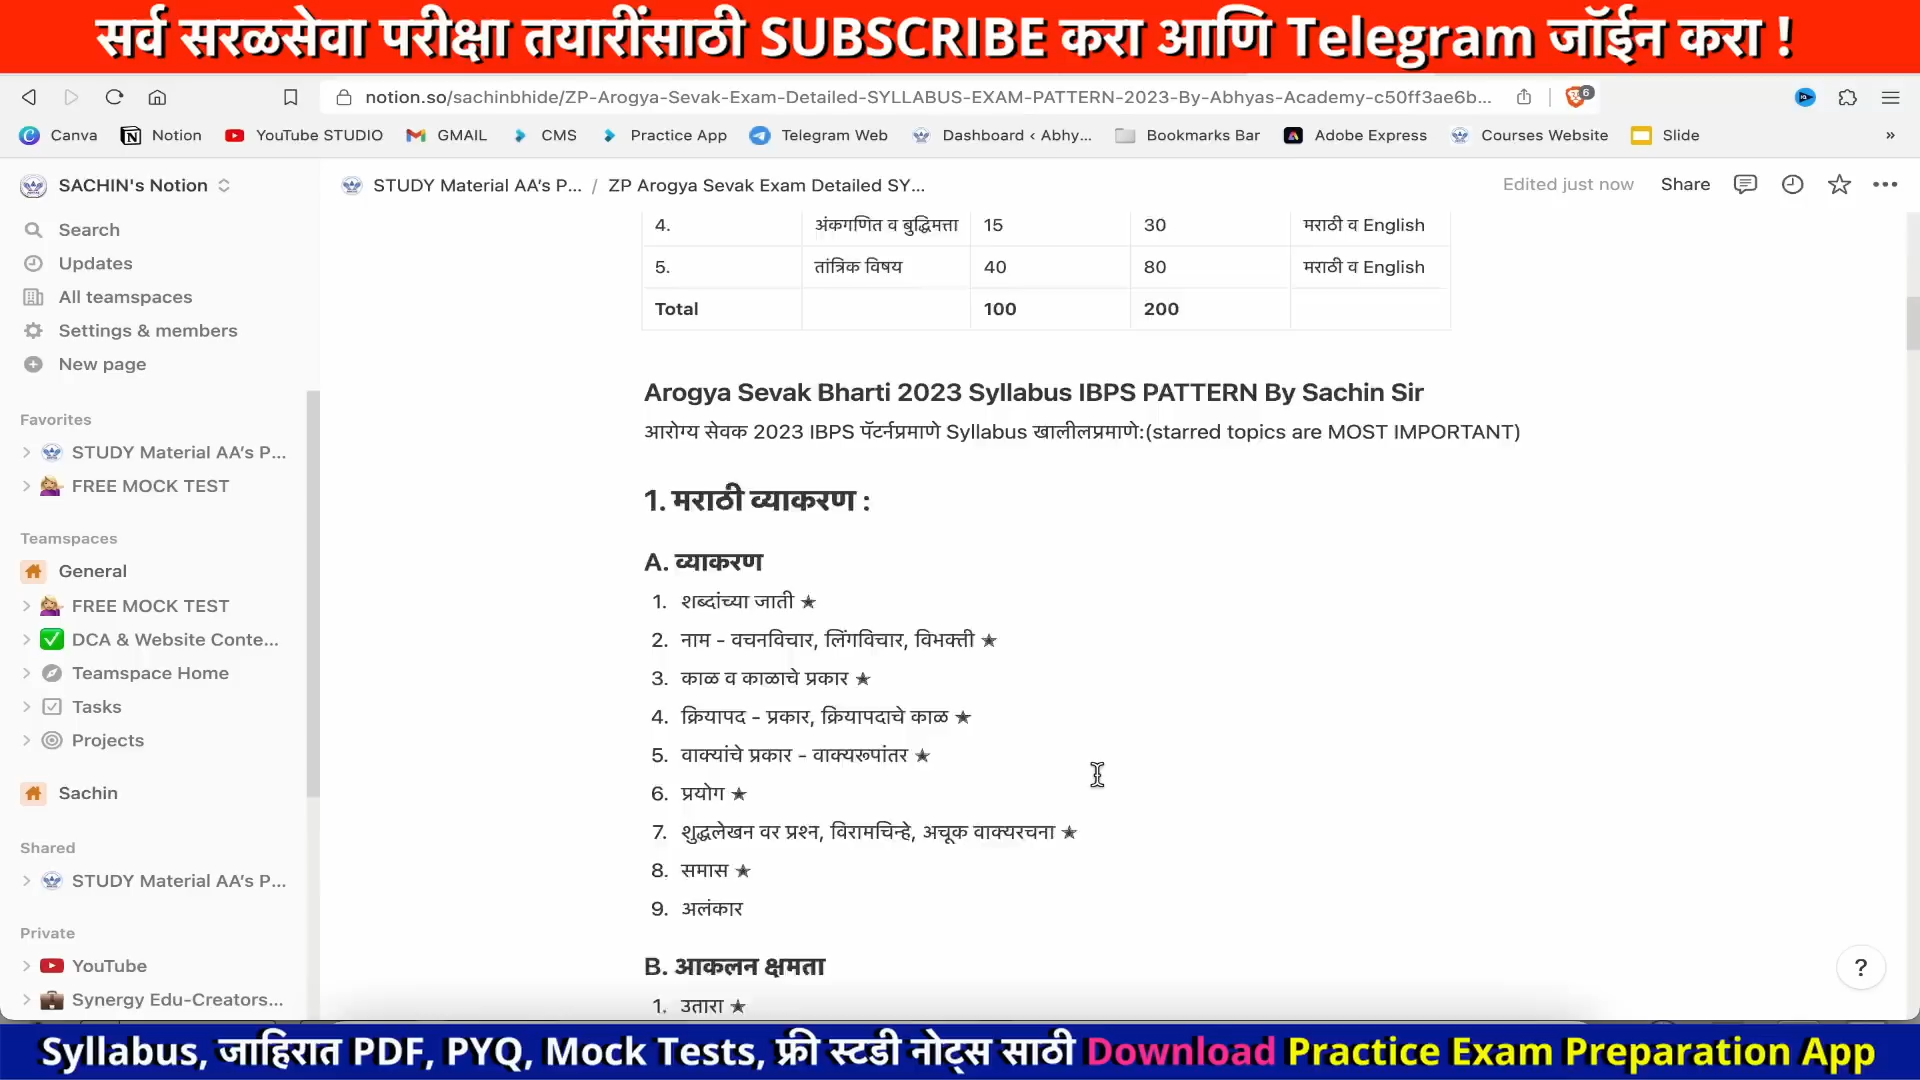 सर्व सरळसेवा परीक्षा तयारींसाठी SUBSCRIBE करा आणि Telegram जॉईन करा !
notion.so/sachinbhide/ZP-Arogya-Sevak-Exam-Detailed-SYLLABUS-EXAM-PATTERN-2023-By-Abhyas-Academy-c50ff3ae6b...
6
Canva Notion YouTube STUDIO GMAIL CMS Practice App Telegram Web Dashboard ‹ Abhy... Bookmarks Bar Adobe Express Courses Website Slide »
SACHIN's Notion
STUDY Material AA's P... / ZP Arogya Sevak Exam Detailed SY...
Edited just now Share
Search
Updates
All teamspaces
Settings & members
New page
Favorites
STUDY Material AA's P...
FREE MOCK TEST
Teamspaces
General
FREE MOCK TEST
DCA & Website Conte...
Teamspace Home
Tasks
Projects
Sachin
Shared
STUDY Material AA's P...
Private
YouTube
Synergy Edu-Creators...
4. अंकगणित व बुद्धिमत्ता 15 30 मराठी व English
5. तांत्रिक विषय 40 80 मराठी व English
Total 100 200
Arogya Sevak Bharti 2023 Syllabus IBPS PATTERN By Sachin Sir
आरोग्य सेवक 2023 IBPS पॅटर्नप्रमाणे Syllabus खालीलप्रमाणे:(starred topics are MOST IMPORTANT)
1. मराठी व्याकरण :
A. व्याकरण
1. शब्दांच्या जाती ★
2. नाम - वचनविचार, लिंगविचार, विभक्ती ★
3. काळ व काळाचे प्रकार ★
4. क्रियापद - प्रकार, क्रियापदाचे काळ ★
5. वाक्यांचे प्रकार - वाक्यरूपांतर ★
6. प्रयोग ★
7. शुद्धलेखन वर प्रश्न, विरामचिन्हे, अचूक वाक्यरचना ★
8. समास ★
9. अलंकार
B. आकलन क्षमता
1. उतारा ★
?
Syllabus, जाहिरात PDF, PYQ, Mock Tests, फ्री स्टडी नोट्स साठी Download Practice Exam Preparation App